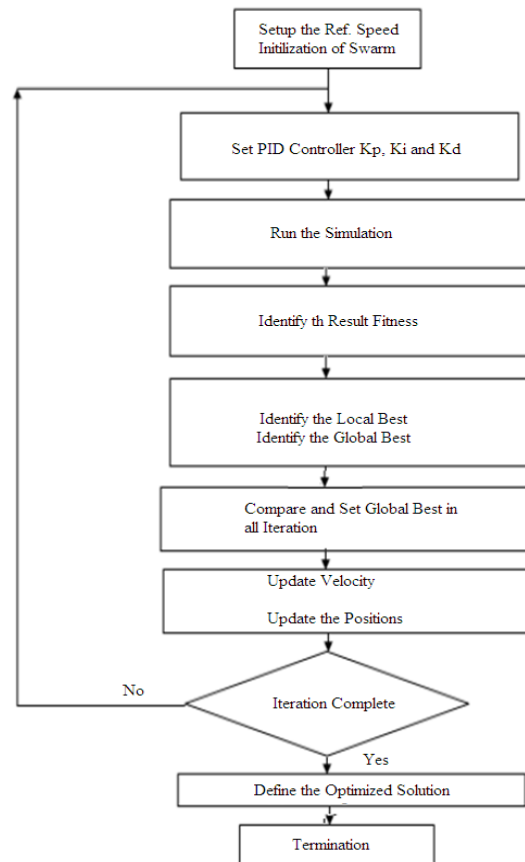 Setup the Ref. Speed
Initilization of Swarm
Set PID Controller Kp, Ki and Kd
Run the Simulation
Identify th Result Fitness
Identify the Local Best
Identify the Global Best
Compare and Set Global Best in
all Iteration
Update Velocity
Update the Positions
No
Iteration Complete
Yes
Define the Optimized Solution
Termination